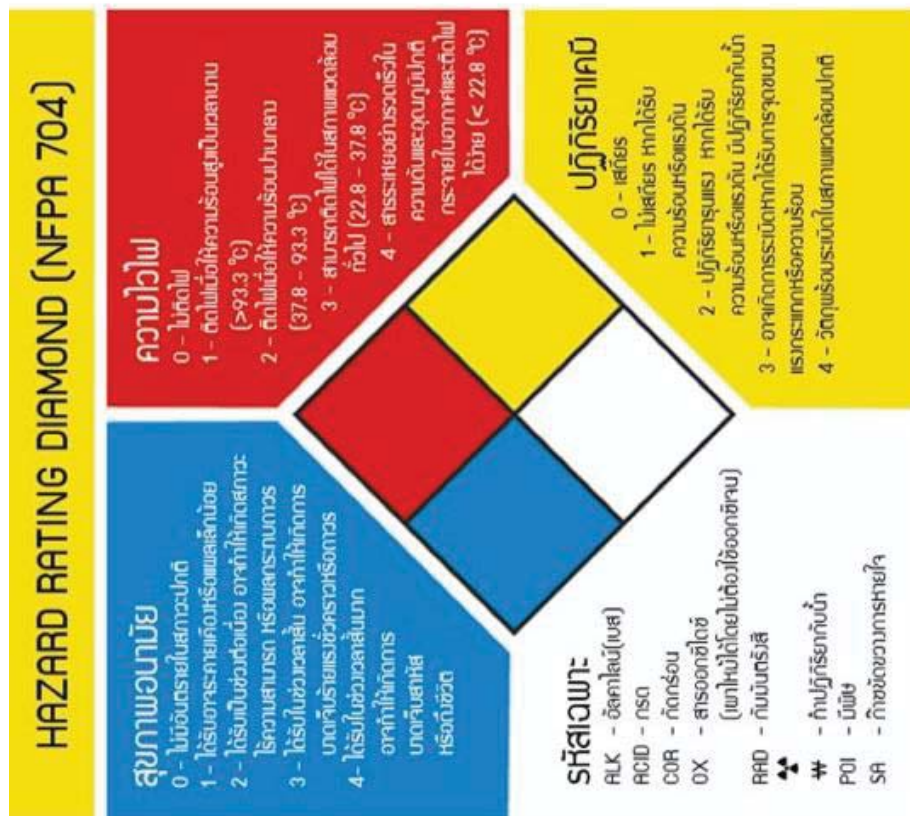 HAZARD RATING DIAMOND (NFPA 704)
สุขภาพอนามัย
0 - ไม่มีอันตรายในสภาวะปกติ
1 - ได้รับอาจระคายเคืองหรือแผลเล็กน้อย
2 - ได้รับเป็นช่วงต่อเนื่อง อาจทำให้เกิดสภาวะ
ไร้ความสามารถ หรือผลกระทบถาวร
3 - ได้รับในช่วงเวลาสั้น อาจทำให้เกิดการ
บาดเจ็บร้ายแรงชั่วคราวหรือถาวร
4- ได้รับในช่วงเวลาสั้นมาก
อาจทำให้เกิดการ
บาดเจ็บสาหัส
หรือถึงชีวิต
ความไวไฟ
0 - ไม่ติดไฟ
1 - ติดไฟเมื่อให้ความร้อนสูงเป็นเวลานาน
(>93.3 °C)
2 - ติดไฟเมื่อให้ความร้อนปานกลาง
(37.8 - 93.3 °C)
3 - สามารถติดไฟได้ในสภาพแวดล้อม
ทั่วไป (22.8 - 37.8 °C)
4 - สารระเหยอย่างรวดเร็วใน
ความดันและอุณหภูมิปกติ
กระจายในอากาศและติดไฟ
ได้ง่าย (< 22.8 °C)
รหัสเฉพาะ
ALK - อัลคาไลน์(เบส)
ACID - กรด
COR - กัดกร่อน
OX - สารออกซิไดซ์
(เผาไหม้ได้โดยไม่ต้องใช้ออกซิเจน)
RAD - กัมมันตรังสี
W - ทำปฏิกิริยากับน้ำ
POI - มีพิษ
SA - ก๊าซขัดขวางการหายใจ
ปฏิกิริยาเคมี
0 - เสถียร
1 - ไม่เสถียร หากได้รับ
ความร้อนหรือแรงดัน
2 - ปฏิกิริยารุนแรง หากได้รับ
ความร้อนหรือแรงดัน มีปฏิกิริยากับน้ำ
3 - อาจเกิดการระเบิดหากได้รับการจุดชนวน
แรงกระแทกหรือความร้อน
4 - วัตถุพร้อมระเบิดในสภาพแวดล้อมปกติ